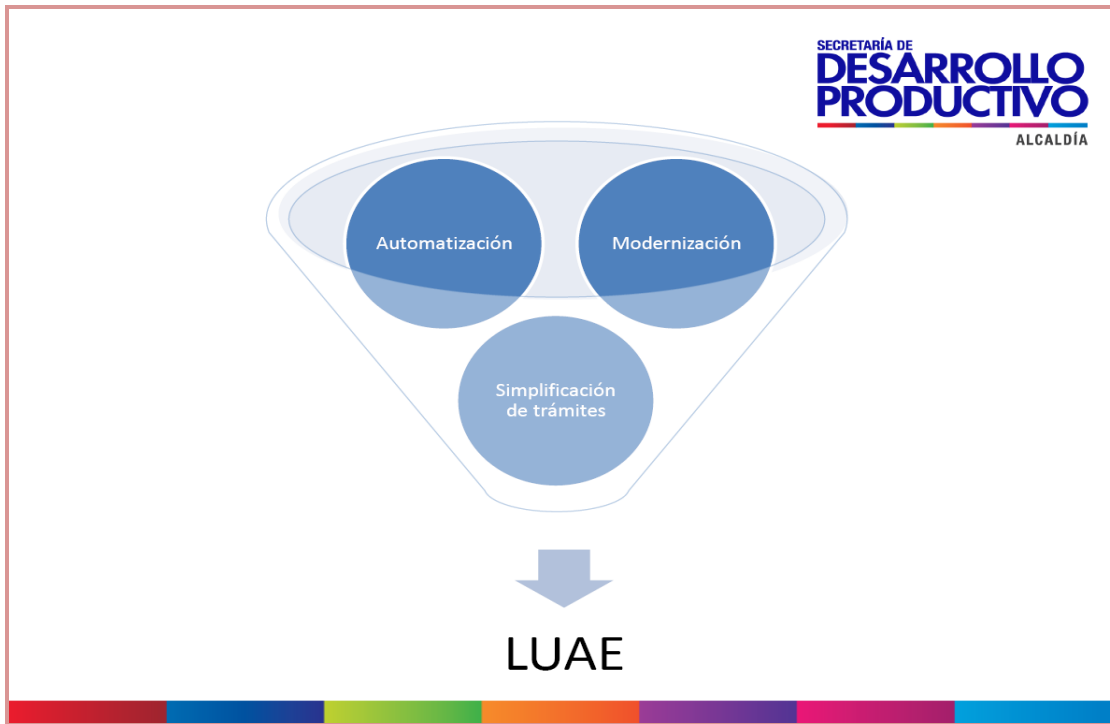 SECRETARÍA DE
DESARROLLO
PRODUCTIVO
ALCALDÍA
Automatización
Modernización
Simplificación
de trámites
LUAE